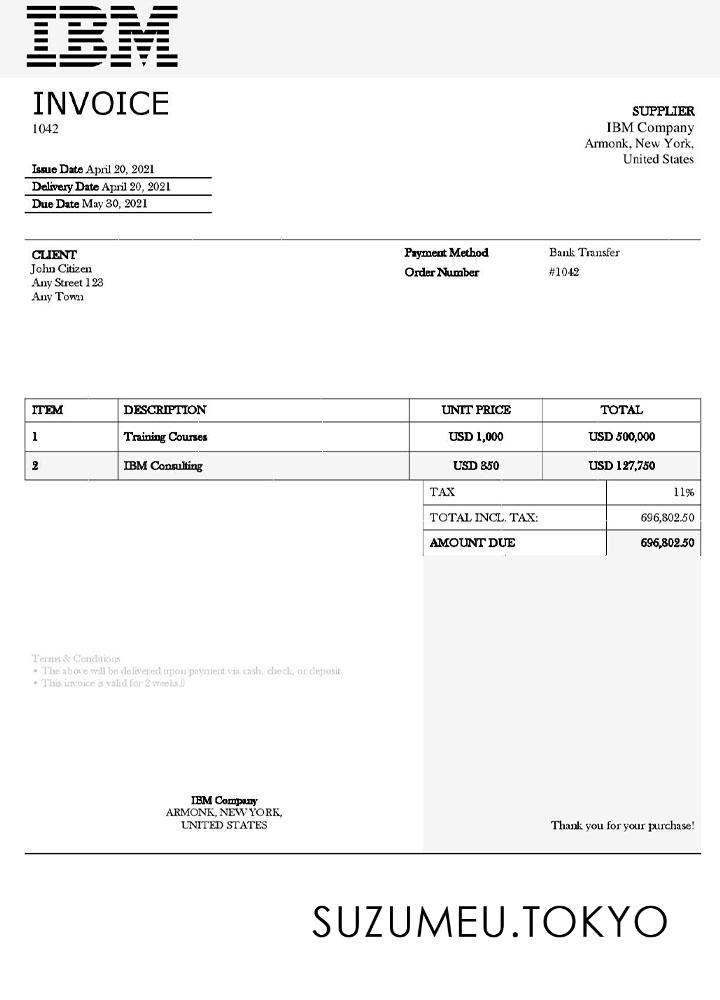 IBM
INVOICE
1042
SUPPLIER
IBM Company
Armonk, New York,
United States
Issue Date April 20, 2021
Delivery Date April 20, 2021
Due Date May 30, 2021
CLIENT
John Citizen
Any Street 123
Any Town
Payment Method Bank Transfer
Order Number #1042
ITEM DESCRIPTION UNIT PRICE TOTAL
1 Training Courses USD 1,000 USD 500,000
2 IBM Consulting USD 850 USD 127,750
TAX 11%
TOTAL INCL. TAX: 696,802.50
AMOUNT DUE 696,802.50
Terms & Conditions
• The above will be delivered upon payment via cash, check, or deposit.
• This invoice is valid for 2 weeks.
IBM Company
ARMONK, NEW YORK,
UNITED STATES
Thank you for your purchase!
SUZUMEU.TOKYO